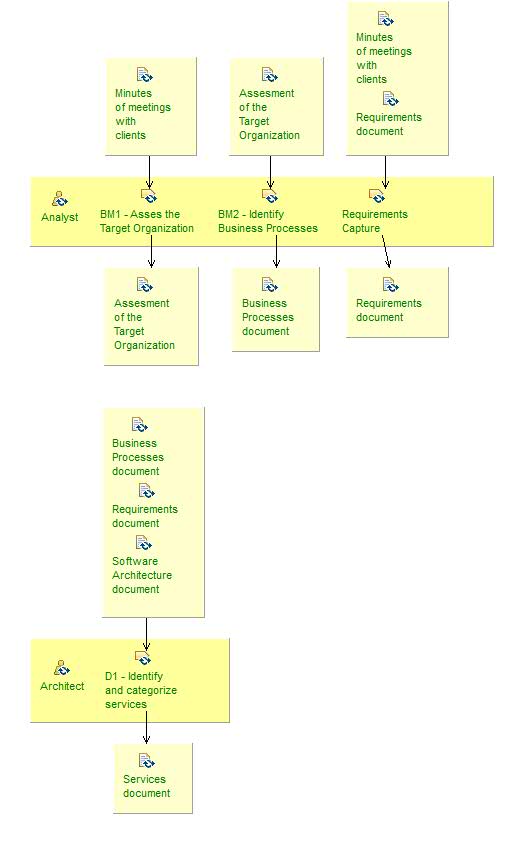 Minutes
of meetings
with
clients
Assesment
of the
Target
Organization
Minutes
of meetings
with
clients
Requirements
document
Analyst
BM1 - Asses the
Target Organization
BM2 - Identify
Business Processes
Requirements
Capture
Assesment
of the
Target
Organization
Business
Processes
document
Requirements
document
Business
Processes
document
Requirements
document
Software
Architecture
document
Architect
D1 - Identify
and categorize
services
Services
document